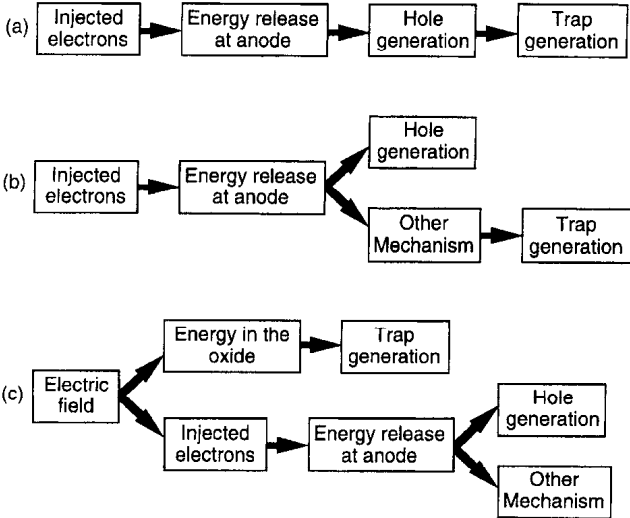 (a)
Injected
electrons
Energy release
at anode
Hole
generation
Trap
generation
(b)
Injected
electrons
Energy release
at anode
Hole
generation
Other
Mechanism
Trap
generation
(c)
Electric
field
Energy in the
oxide
Trap
generation
Injected
electrons
Energy release
at anode
Hole
generation
Other
Mechanism